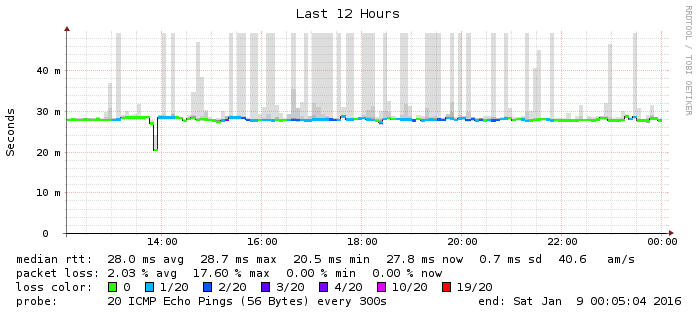 Last 12 Hours
RRDTOOL / TOBI OETIKER
Seconds
40 m
30 m
20 m
10 m
0
14:00 16:00 18:00 20:00 22:00 00:00
median rtt: 28.0 ms avg 28.7 ms max 20.5 ms min 27.8 ms now 0.7 ms sd 40.6 am/s
packet loss: 2.03 % avg 17.60 % max 0.00 % min 0.00 % now
loss color: 0 1/20 2/20 3/20 4/20 10/20 19/20
probe: 20 ICMP Echo Pings (56 Bytes) every 300s end: Sat Jan 9 00:05:04 2016